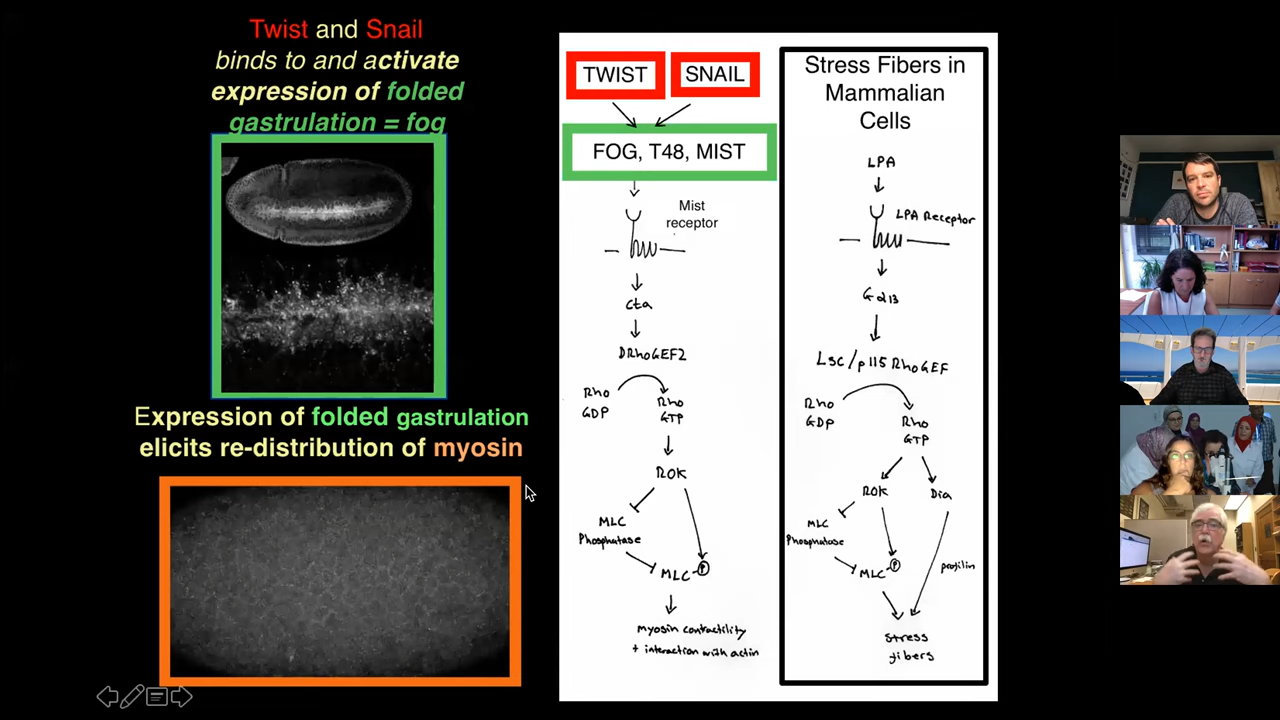 Twist and Snail
binds to and activate
expression of folded
gastrulation = fog
Expression of folded gastrulation
elicits re-distribution of myosin
TWIST
SNAIL
FOG, T48, MIST
Mist
receptor
Cta
DRhoGEF2
Rho
GDP
Rho
GTP
ROK
MLC
Phosphatase
MLC P
myosin contractility
+ interaction with actin
Stress Fibers in
Mammalian
Cells
LPA
LPA Receptor
Gα13
Lsc/p115RhoGEF
Rho
GDP
Rho
GTP
ROK
Dia
MLC
Phosphatase
MLC P
profilin
Stress
fibers